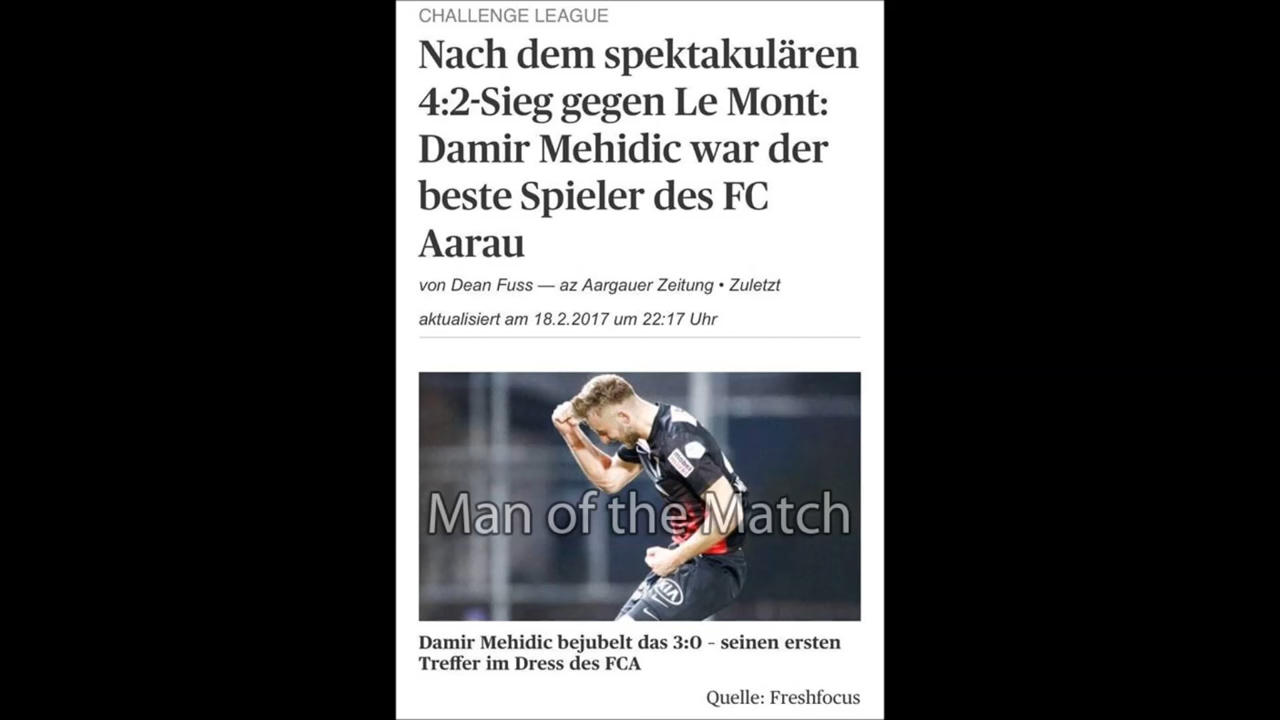 CHALLENGE LEAGUE
Nach dem spektakulären
4:2-Sieg gegen Le Mont:
Damir Mehidic war der
beste Spieler des FC
Aarau
von Dean Fuss — az Aargauer Zeitung • Zuletzt
aktualisiert am 18.2.2017 um 22:17 Uhr
Man of the Match
Damir Mehidic bejubelt das 3:0 – seinen ersten
Treffer im Dress des FCA
Quelle: Freshfocus